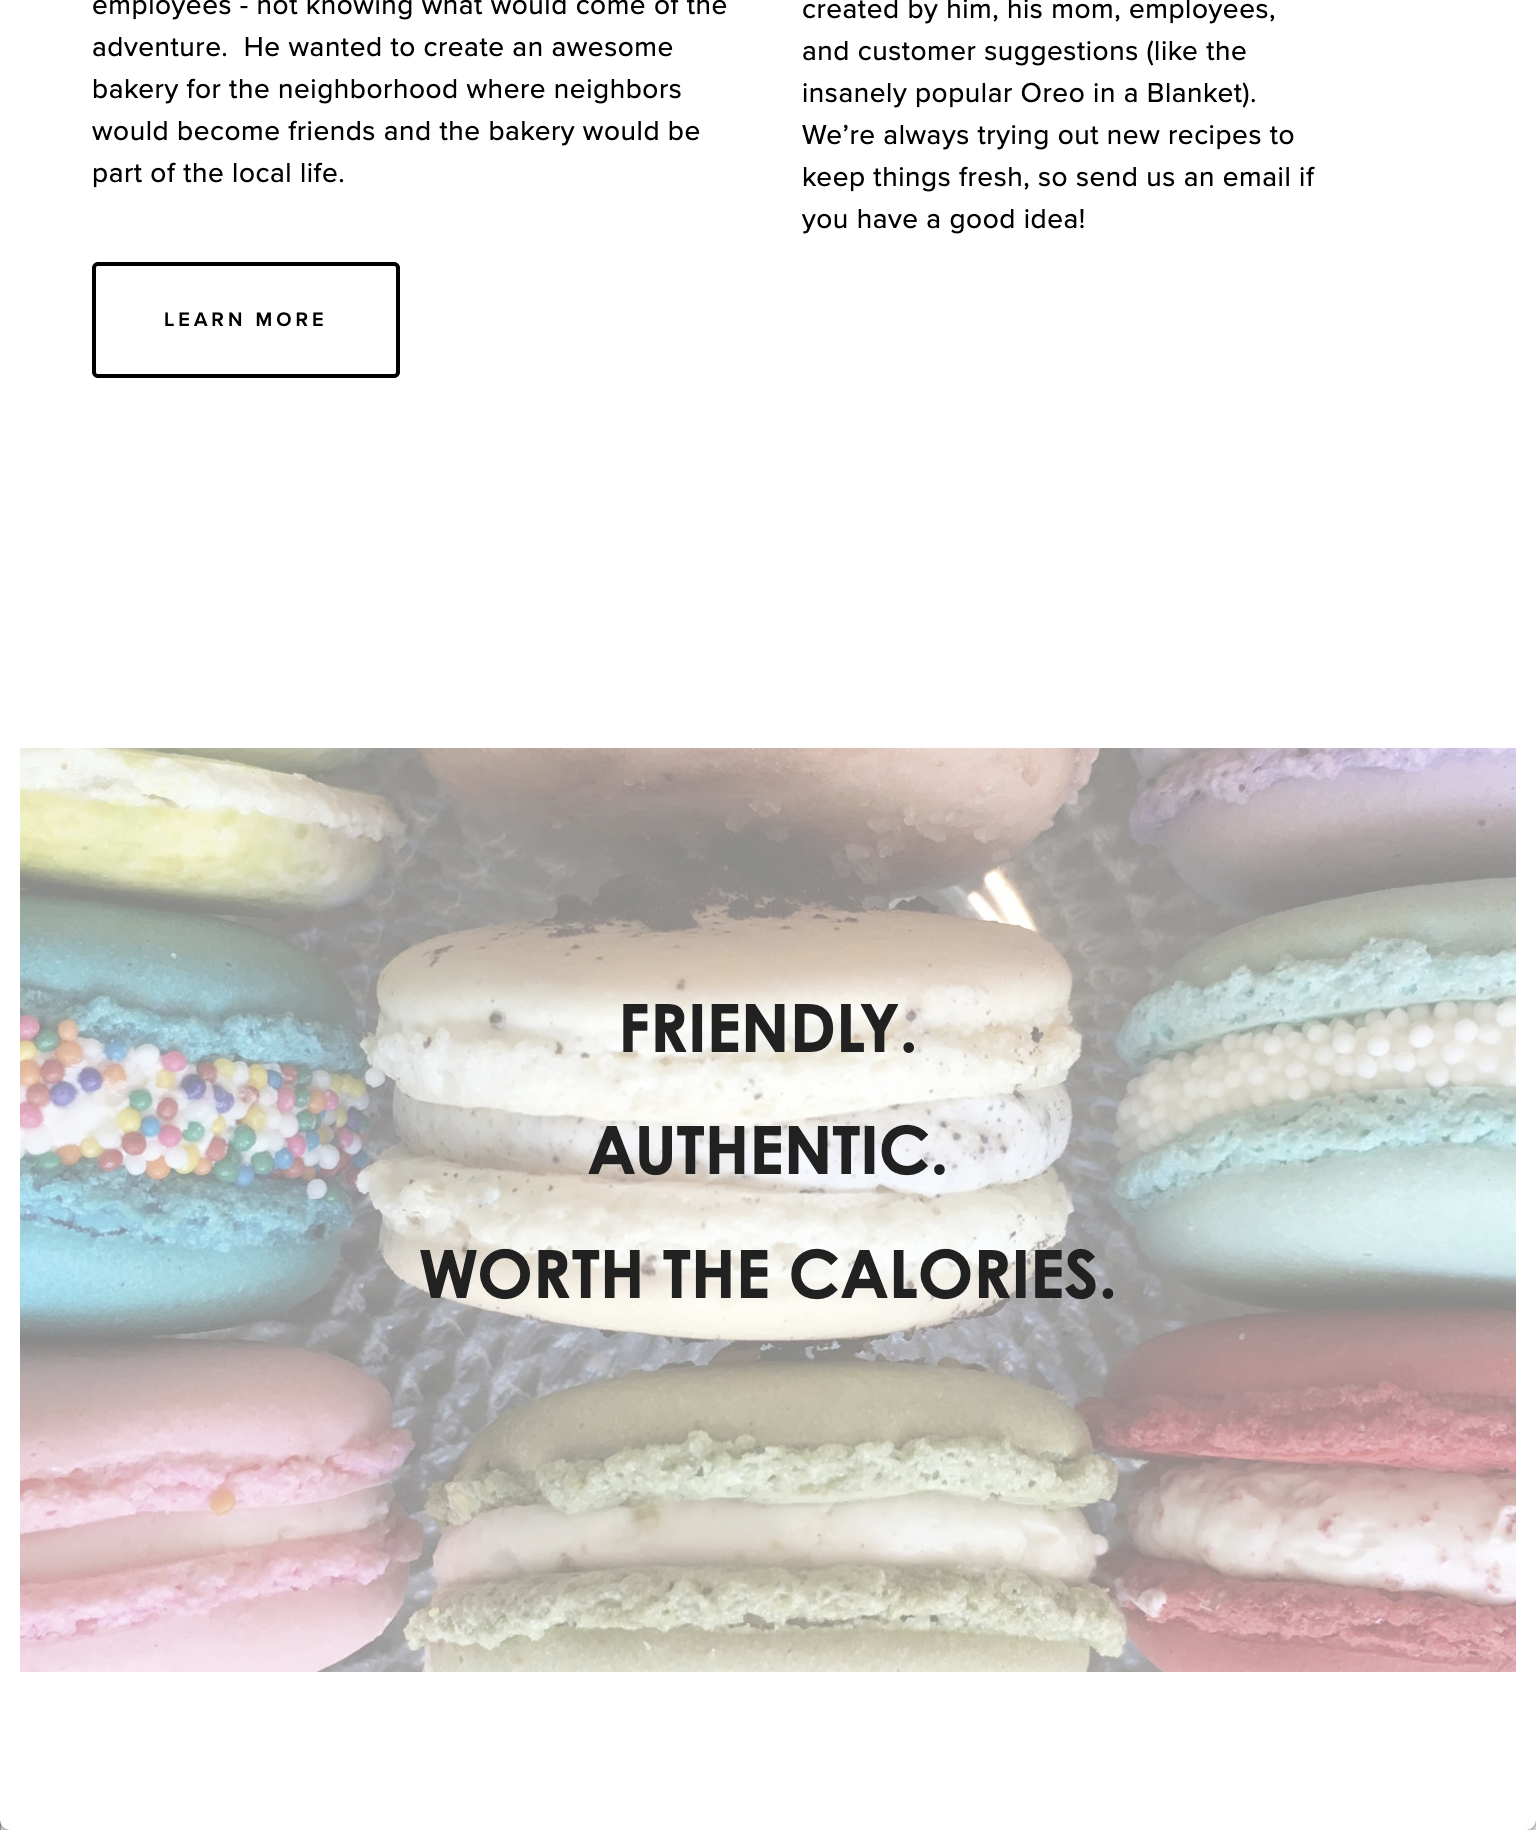 employees - not knowing what would come of the
adventure.  He wanted to create an awesome
bakery for the neighborhood where neighbors
would become friends and the bakery would be
part of the local life.
LEARN MORE
created by him, his mom, employees,
and customer suggestions (like the
insanely popular Oreo in a Blanket).
We’re always trying out new recipes to
keep things fresh, so send us an email if
you have a good idea!
FRIENDLY.
AUTHENTIC.
WORTH THE CALORIES.